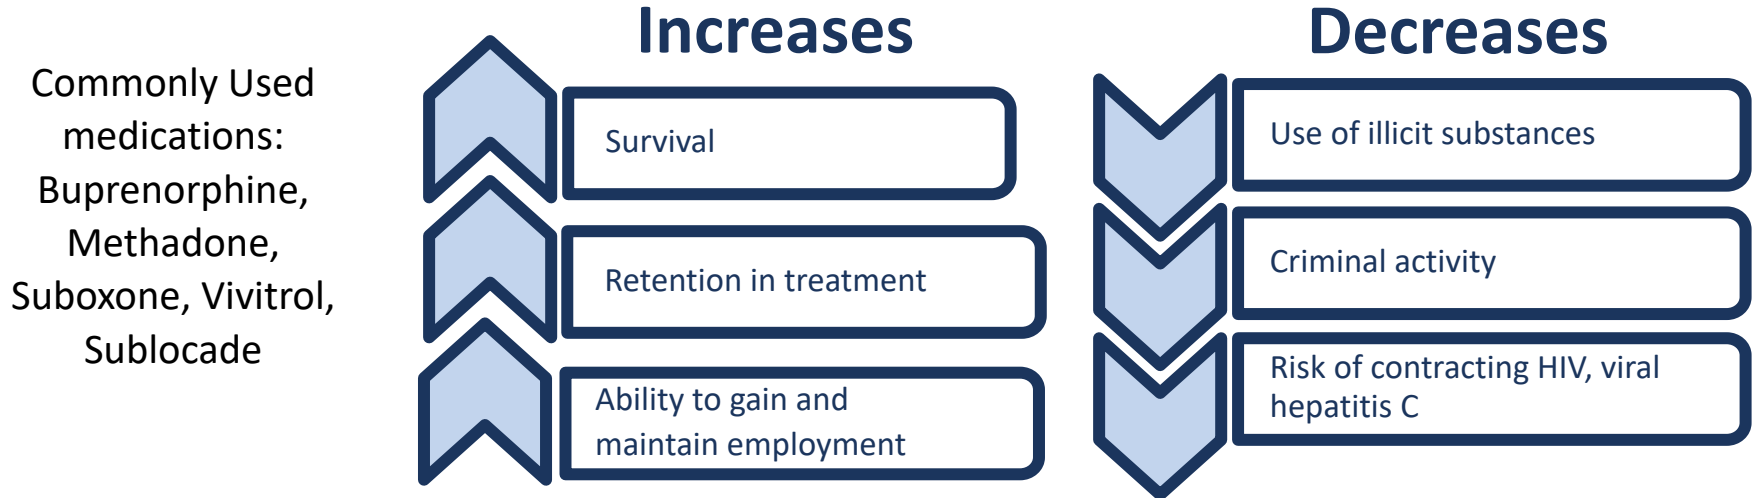 Commonly Used
medications:
Buprenorphine,
Methadone,
Suboxone, Vivitrol,
Sublocade
Increases
Survival
Retention in treatment
Ability to gain and
maintain employment
Decreases
Use of illicit substances
Criminal activity
Risk of contracting HIV, viral
hepatitis C